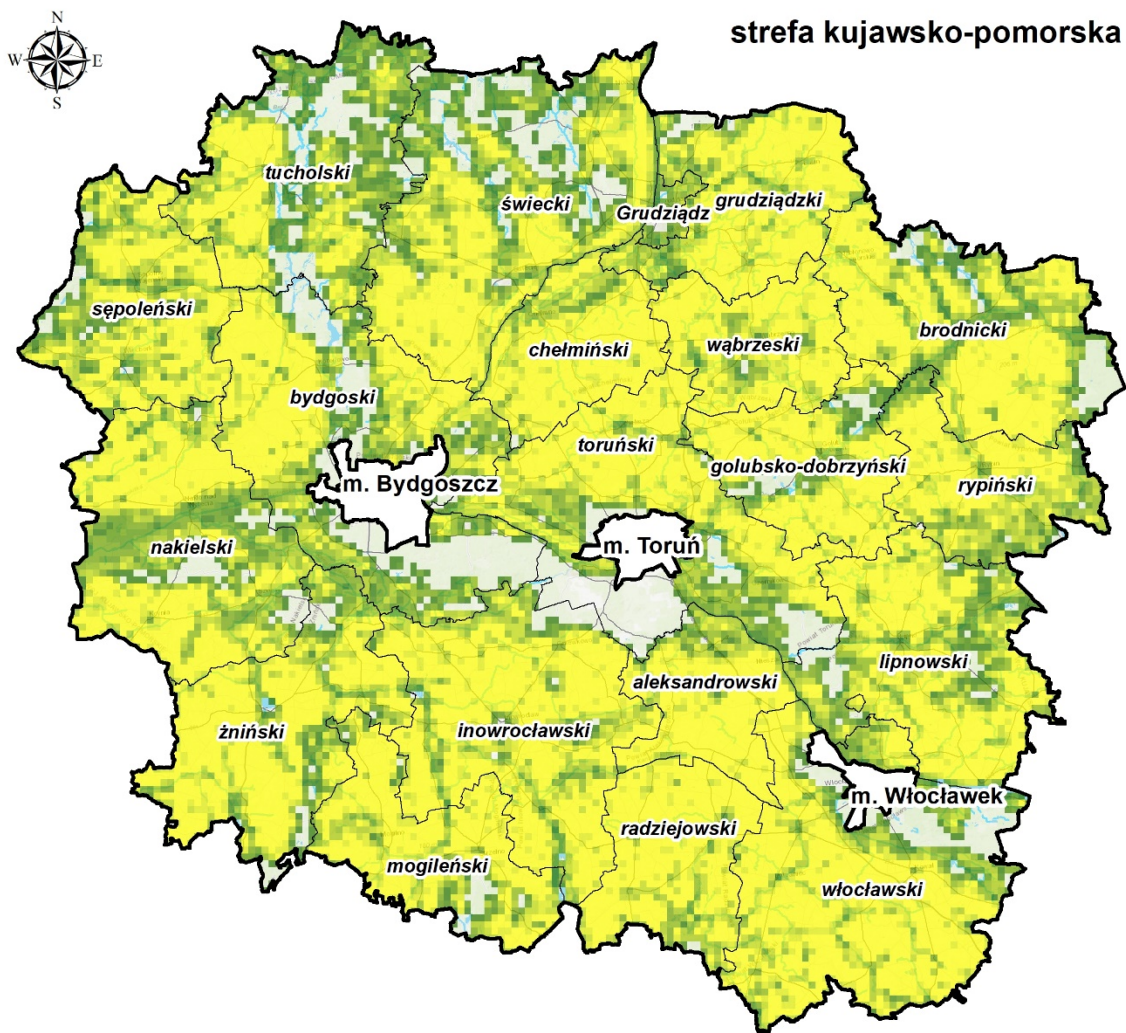 strefa kujawsko-pomorska
N
W E
S
tucholski
świecki
Grudziądz
grudziądzki
sępoleński
brodnicki
chełmiński
wąbrzeski
bydgoski
toruński
golubsko-dobrzyński
m. Bydgoszcz
rypiński
nakielski
m. Toruń
lipnowski
aleksandrowski
żniński
inowrocławski
m. Włocławek
radziejowski
mogileński
włocławski